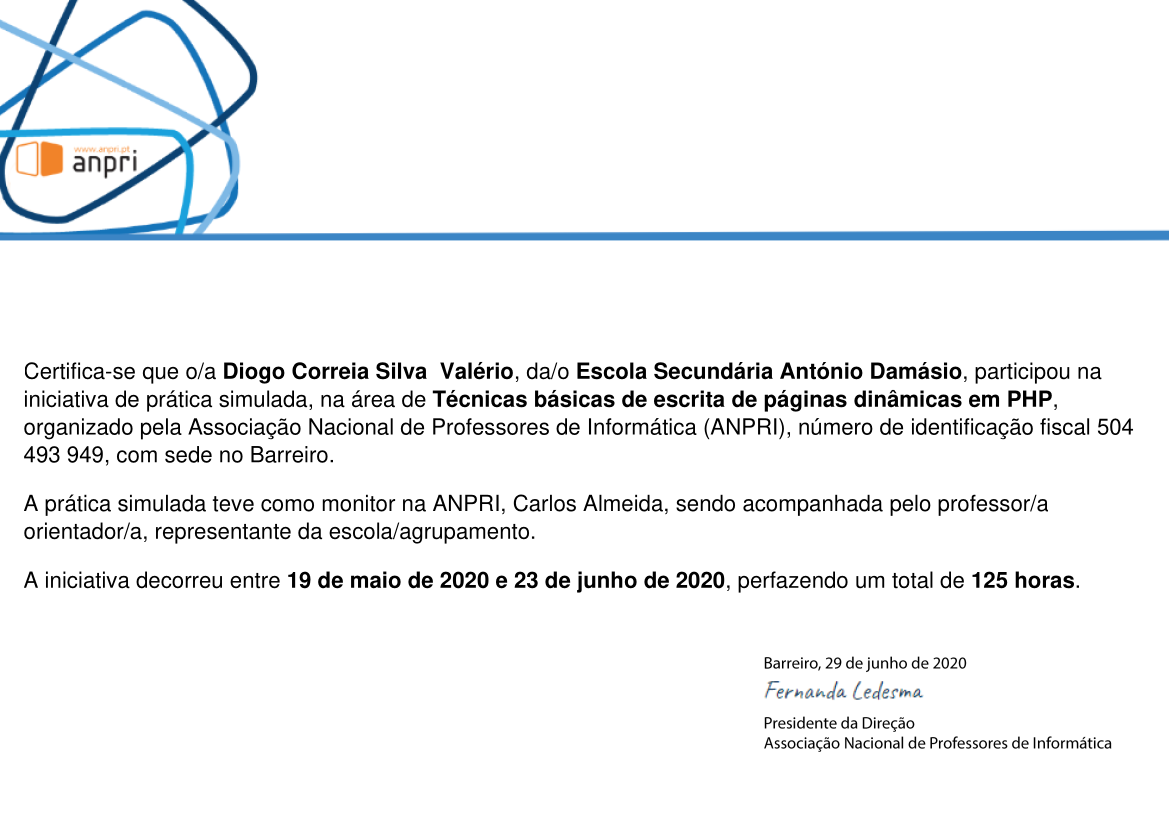 www.anpri.pt
anpri
Certifica-se que o/a Diogo Correia Silva  Valério, da/o Escola Secundária António Damásio, participou na
iniciativa de prática simulada, na área de Técnicas básicas de escrita de páginas dinâmicas em PHP,
organizado pela Associação Nacional de Professores de Informática (ANPRI), número de identificação fiscal 504
493 949, com sede no Barreiro.
A prática simulada teve como monitor na ANPRI, Carlos Almeida, sendo acompanhada pelo professor/a
orientador/a, representante da escola/agrupamento.
A iniciativa decorreu entre 19 de maio de 2020 e 23 de junho de 2020, perfazendo um total de 125 horas.
Barreiro, 29 de junho de 2020
Fernanda Ledesma
Presidente da Direção
Associação Nacional de Professores de Informática